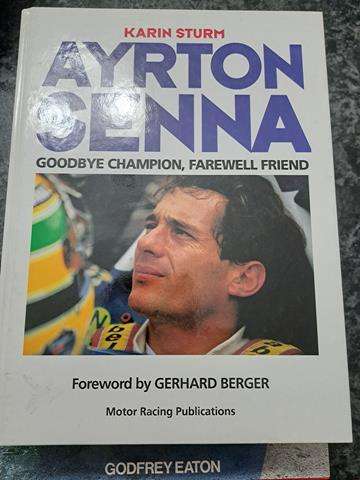 KARIN STURM
AYRTON
SENNA
GOODBYE CHAMPION, FAREWELL FRIEND
Foreword by GERHARD BERGER
Motor Racing Publications
GODFREY EATON